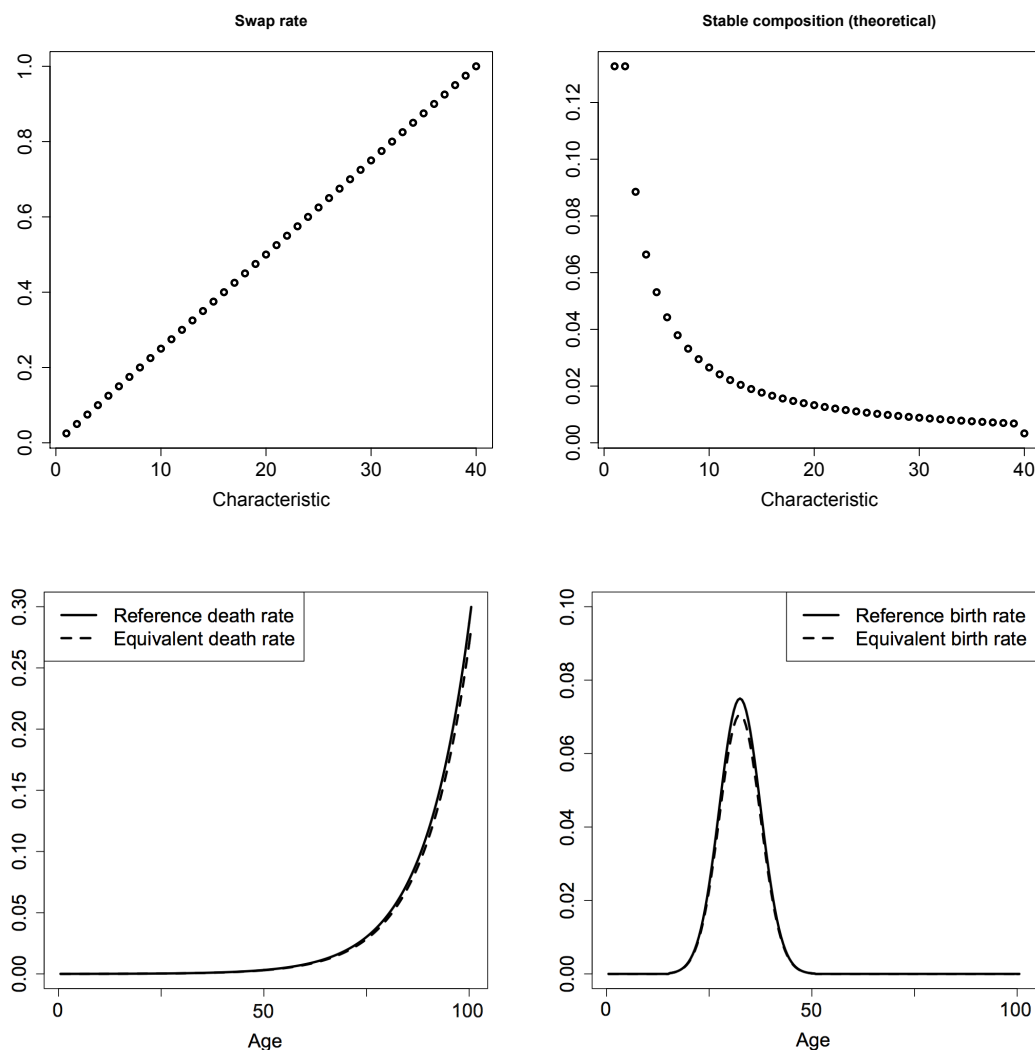 Swap rate
1.0
0.8
0.6
0.4
0.2
0.0
0 10 20 30 40
Characteristic
Stable composition (theoretical)
0.12
0.10
0.08
0.06
0.04
0.02
0.00
0 10 20 30 40
Characteristic
Reference death rate
Equivalent death rate
0.30
0.25
0.20
0.15
0.10
0.05
0.00
0 50 100
Age
Reference birth rate
Equivalent birth rate
0.10
0.08
0.06
0.04
0.02
0.00
0 50 100
Age